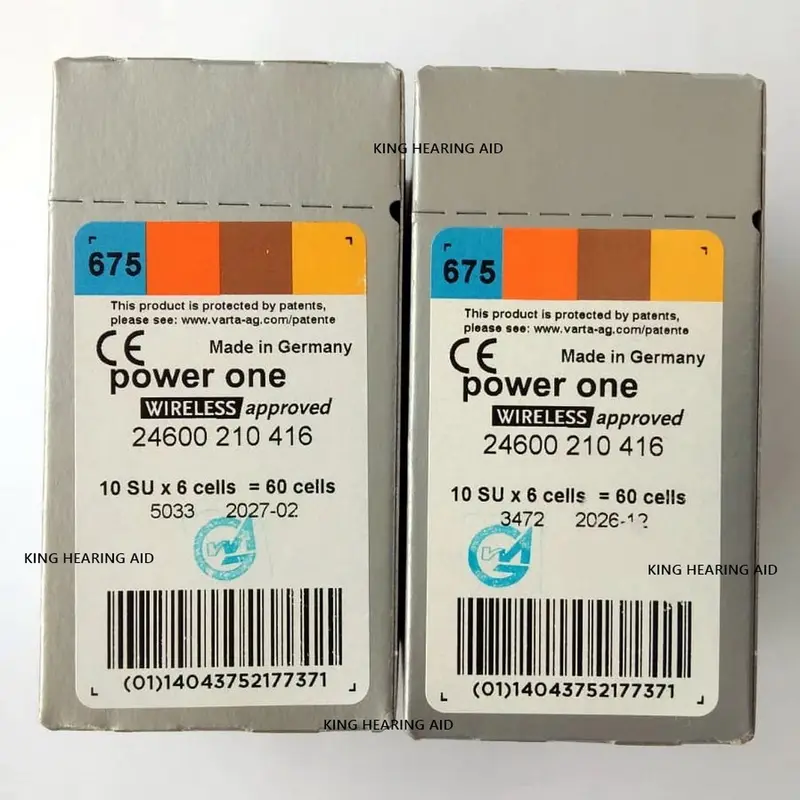 KING HEARING AID
675
This product is protected by patents,
please see: www.varta-ag.com/patente
CE
Made in Germany
power one
WIRELESS approved
24600 210 416
10 SU x 6 cells = 60 cells
5033 2027-02
(01)14043752177371
675
This product is protected by patents,
please see: www.varta-ag.com/patente
CE
Made in Germany
power one
WIRELESS approved
24600 210 416
10 SU x 6 cells = 60 cells
3472 2026-12
(01)14043752177371
KING HEARING AID
KING HEARING AID
KING HEARING AID